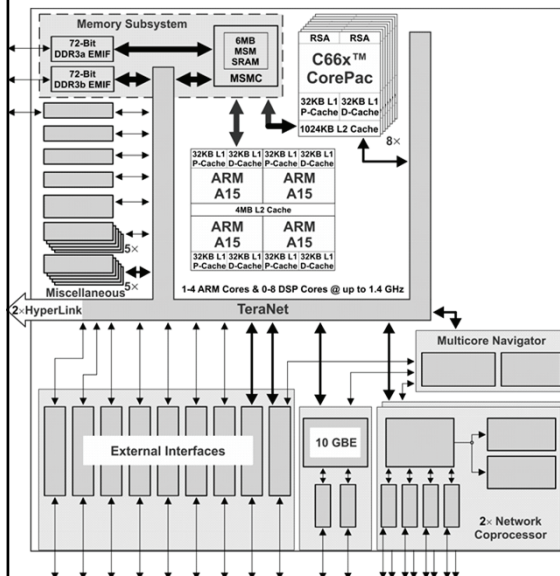 Memory Subsystem
72-Bit
DDR3a EMIF
72-Bit
DDR3b EMIF
6MB
MSM
SRAM
MSMC
RSA RSA
C66x™
CorePac
32KB L1 32KB L1
P-Cache D-Cache
1024KB L2 Cache
8×
32KB L1 32KB L1 32KB L1 32KB L1
P-Cache D-Cache P-Cache D-Cache
ARM ARM
A15 A15
4MB L2 Cache
ARM ARM
A15 A15
32KB L1 32KB L1 32KB L1 32KB L1
P-Cache D-Cache P-Cache D-Cache
5×
5×
Miscellaneous
1-4 ARM Cores & 0-8 DSP Cores @ up to 1.4 GHz
2×HyperLink
TeraNet
Multicore Navigator
External Interfaces
10 GBE
2× Network
Coprocessor